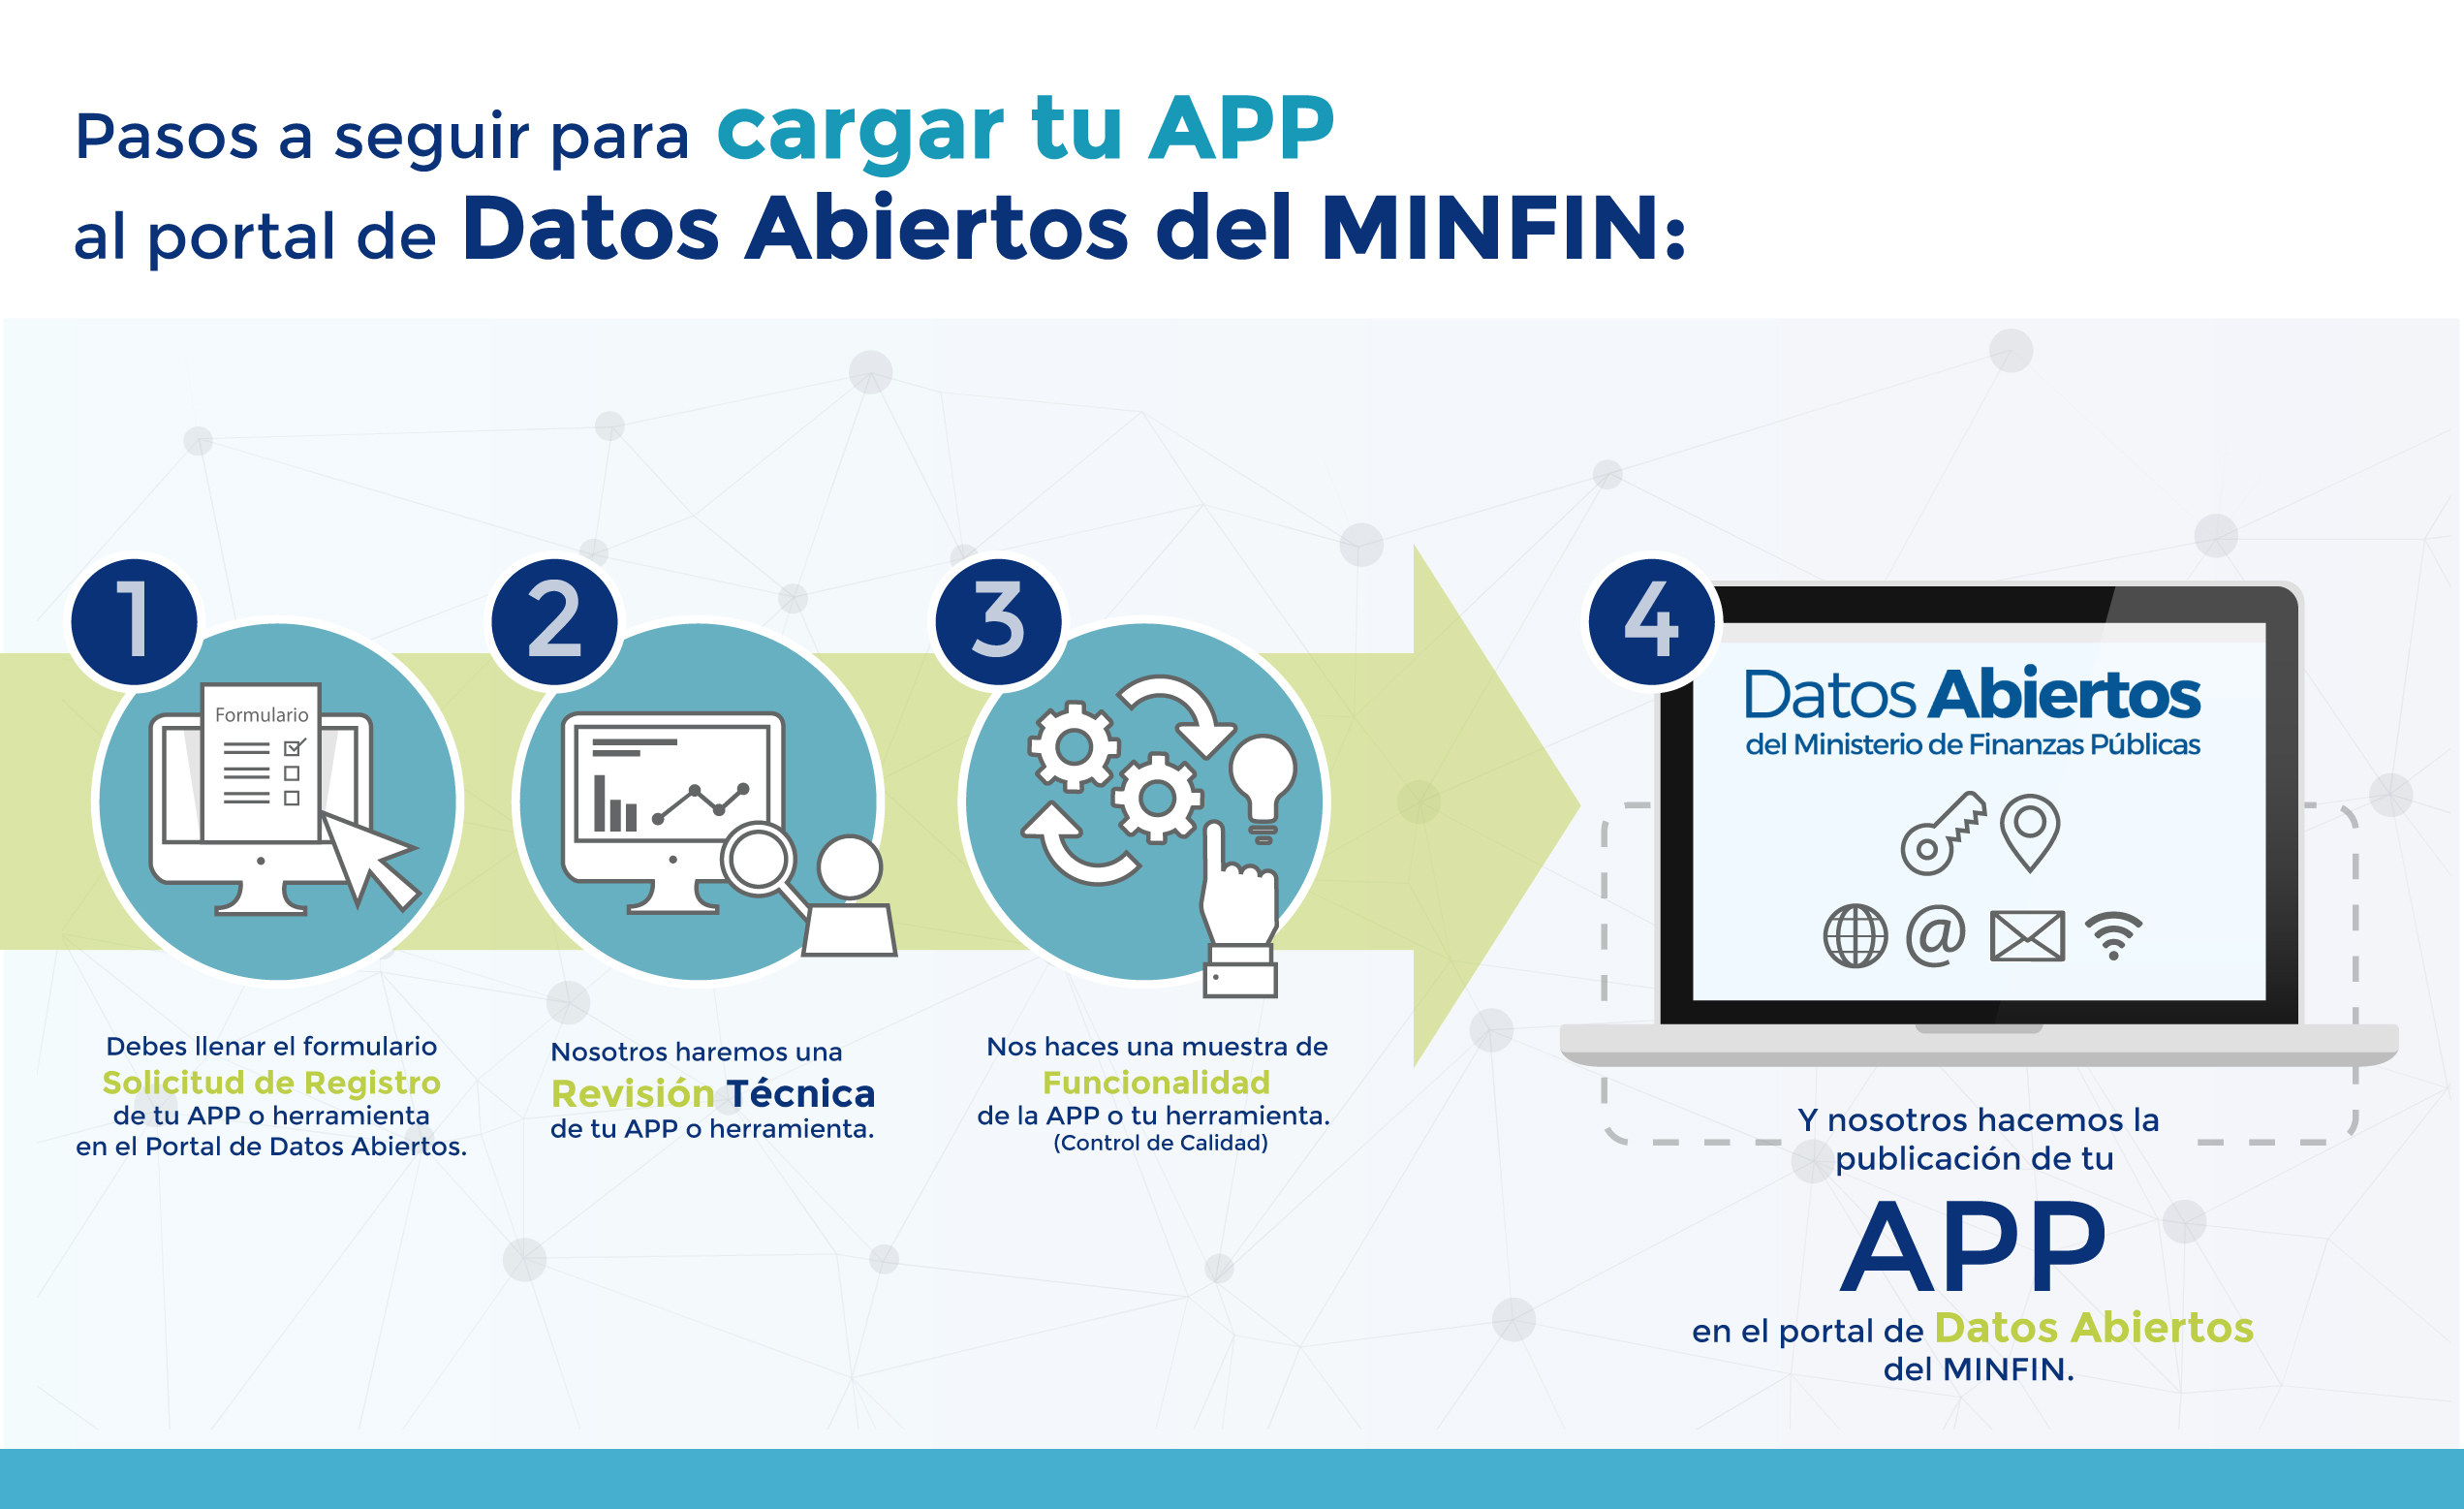 Pasos a seguir para cargar tu APP
al portal de Datos Abiertos del MINFIN:
1
Formulario
Debes llenar el formulario
Solicitud de Registro
de tu APP o herramienta
en el Portal de Datos Abiertos.
2
Nosotros haremos una
Revisión Técnica
de tu APP o herramienta.
3
Nos haces una muestra de
Funcionalidad
de la APP o tu herramienta.
(Control de Calidad)
4
Datos Abiertos
del Ministerio de Finanzas Públicas
@
Y nosotros hacemos la
publicación de tu
APP
en el portal de Datos Abiertos
del MINFIN.